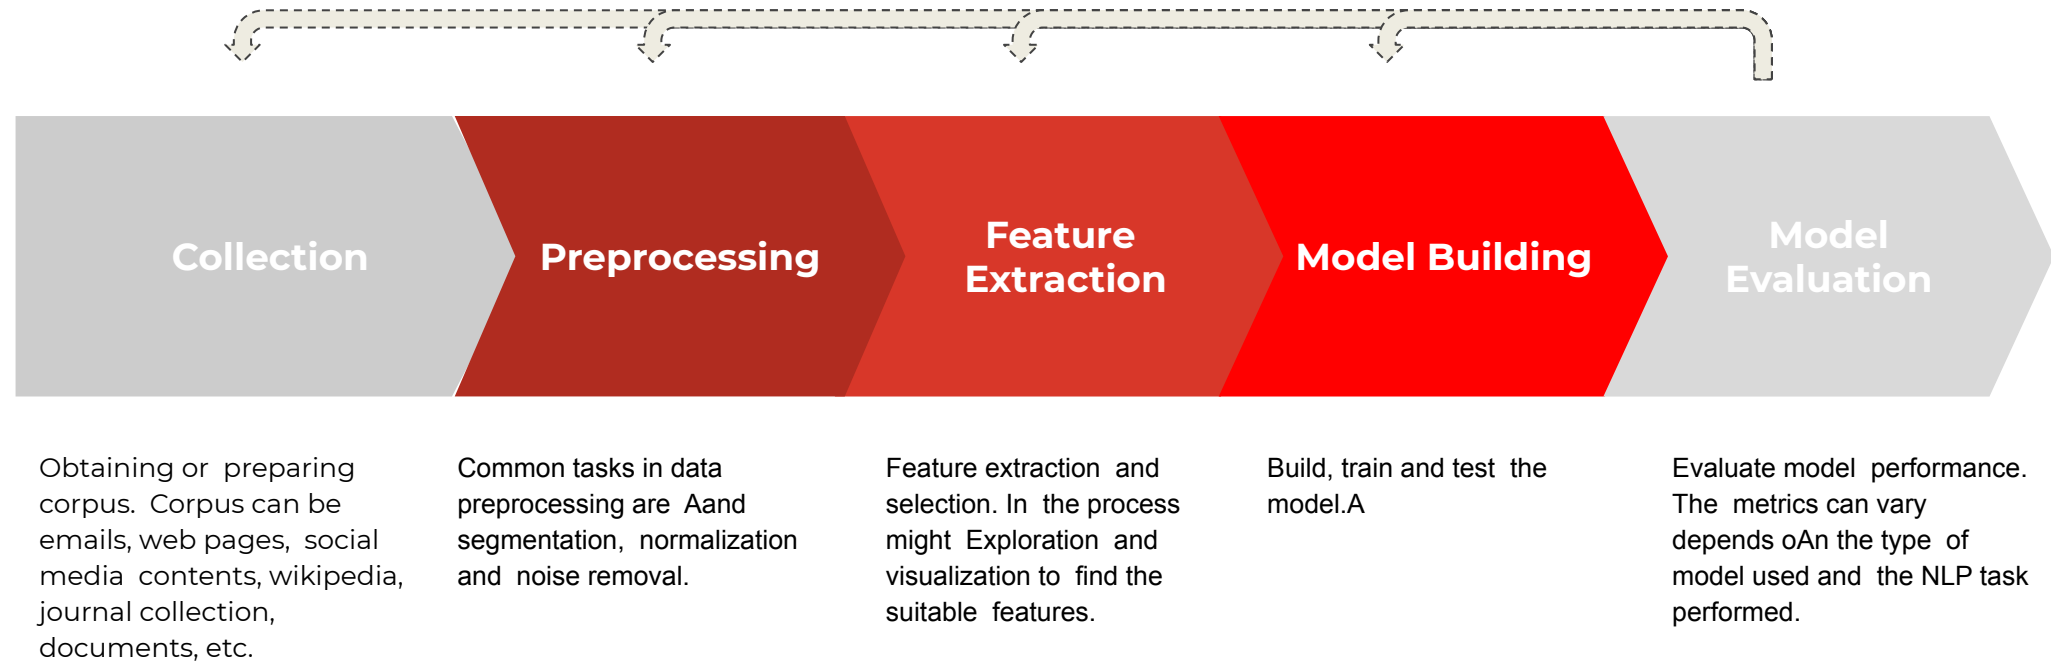 Collection
Preprocessing
Feature
Extraction
Model Building
Model
Evaluation
Obtaining or preparing
corpus. Corpus can be
emails, web pages, social
media contents, wikipedia,
journal collection,
documents, etc.
Common tasks in data
preprocessing are Aand
segmentation, normalization
and noise removal.
Feature extraction and
selection. In the process
might Exploration and
visualization to find the
suitable features.
Build, train and test the
model.A
Evaluate model performance.
The metrics can vary
depends oAn the type of
model used and the NLP task
performed.